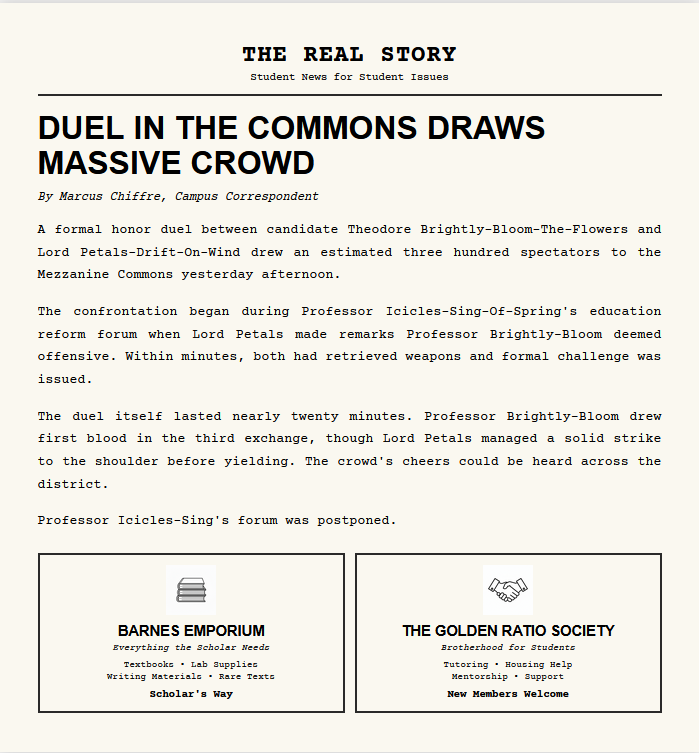 THE REAL STORY
Student News for Student Issues
DUEL IN THE COMMONS DRAWS
MASSIVE CROWD
By Marcus Chiffre, Campus Correspondent
A formal honor duel between candidate Theodore Brightly-Bloom-The-Flowers and
Lord Petals-Drift-On-Wind drew an estimated three hundred spectators to the
Mezzanine Commons yesterday afternoon.
The confrontation began during Professor Icicles-Sing-Of-Spring's education
reform forum when Lord Petals made remarks Professor Brightly-Bloom deemed
offensive. Within minutes, both had retrieved weapons and formal challenge was
issued.
The duel itself lasted nearly twenty minutes. Professor Brightly-Bloom drew
first blood in the third exchange, though Lord Petals managed a solid strike
to the shoulder before yielding. The crowd's cheers could be heard across the
district.
Professor Icicles-Sing's forum was postponed.
BARNES EMPORIUM
Everything the Scholar Needs
Textbooks • Lab Supplies
Writing Materials • Rare Texts
Scholar's Way
THE GOLDEN RATIO SOCIETY
Brotherhood for Students
Tutoring • Housing Help
Mentorship • Support
New Members Welcome